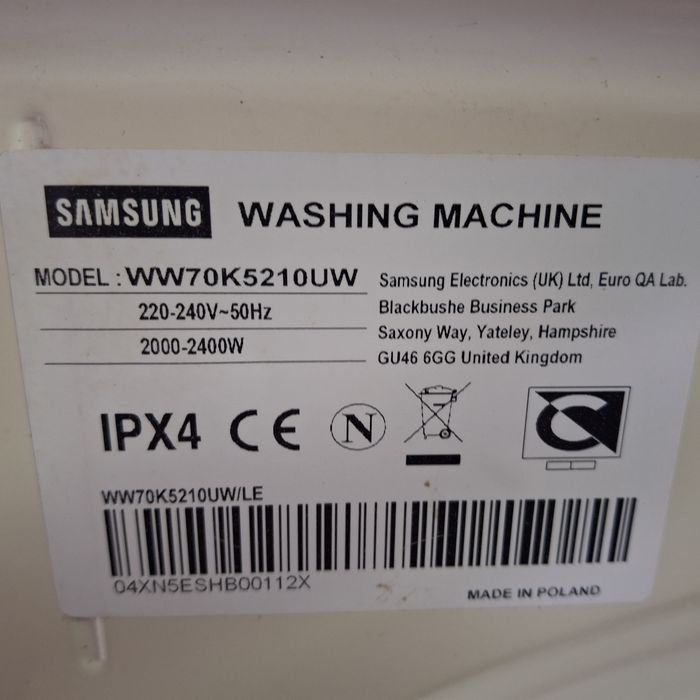 SAMSUNG WASHING MACHINE
MODEL : WW70K5210UW
220-240V~50Hz
2000-2400W
Samsung Electronics (UK) Ltd, Euro QA Lab.
Blackbushe Business Park
Saxony Way, Yateley, Hampshire
GU46 6GG United Kingdom
IPX4 CE N
WW70K5210UW/LE
04XN5ESHB00112X
MADE IN POLAND